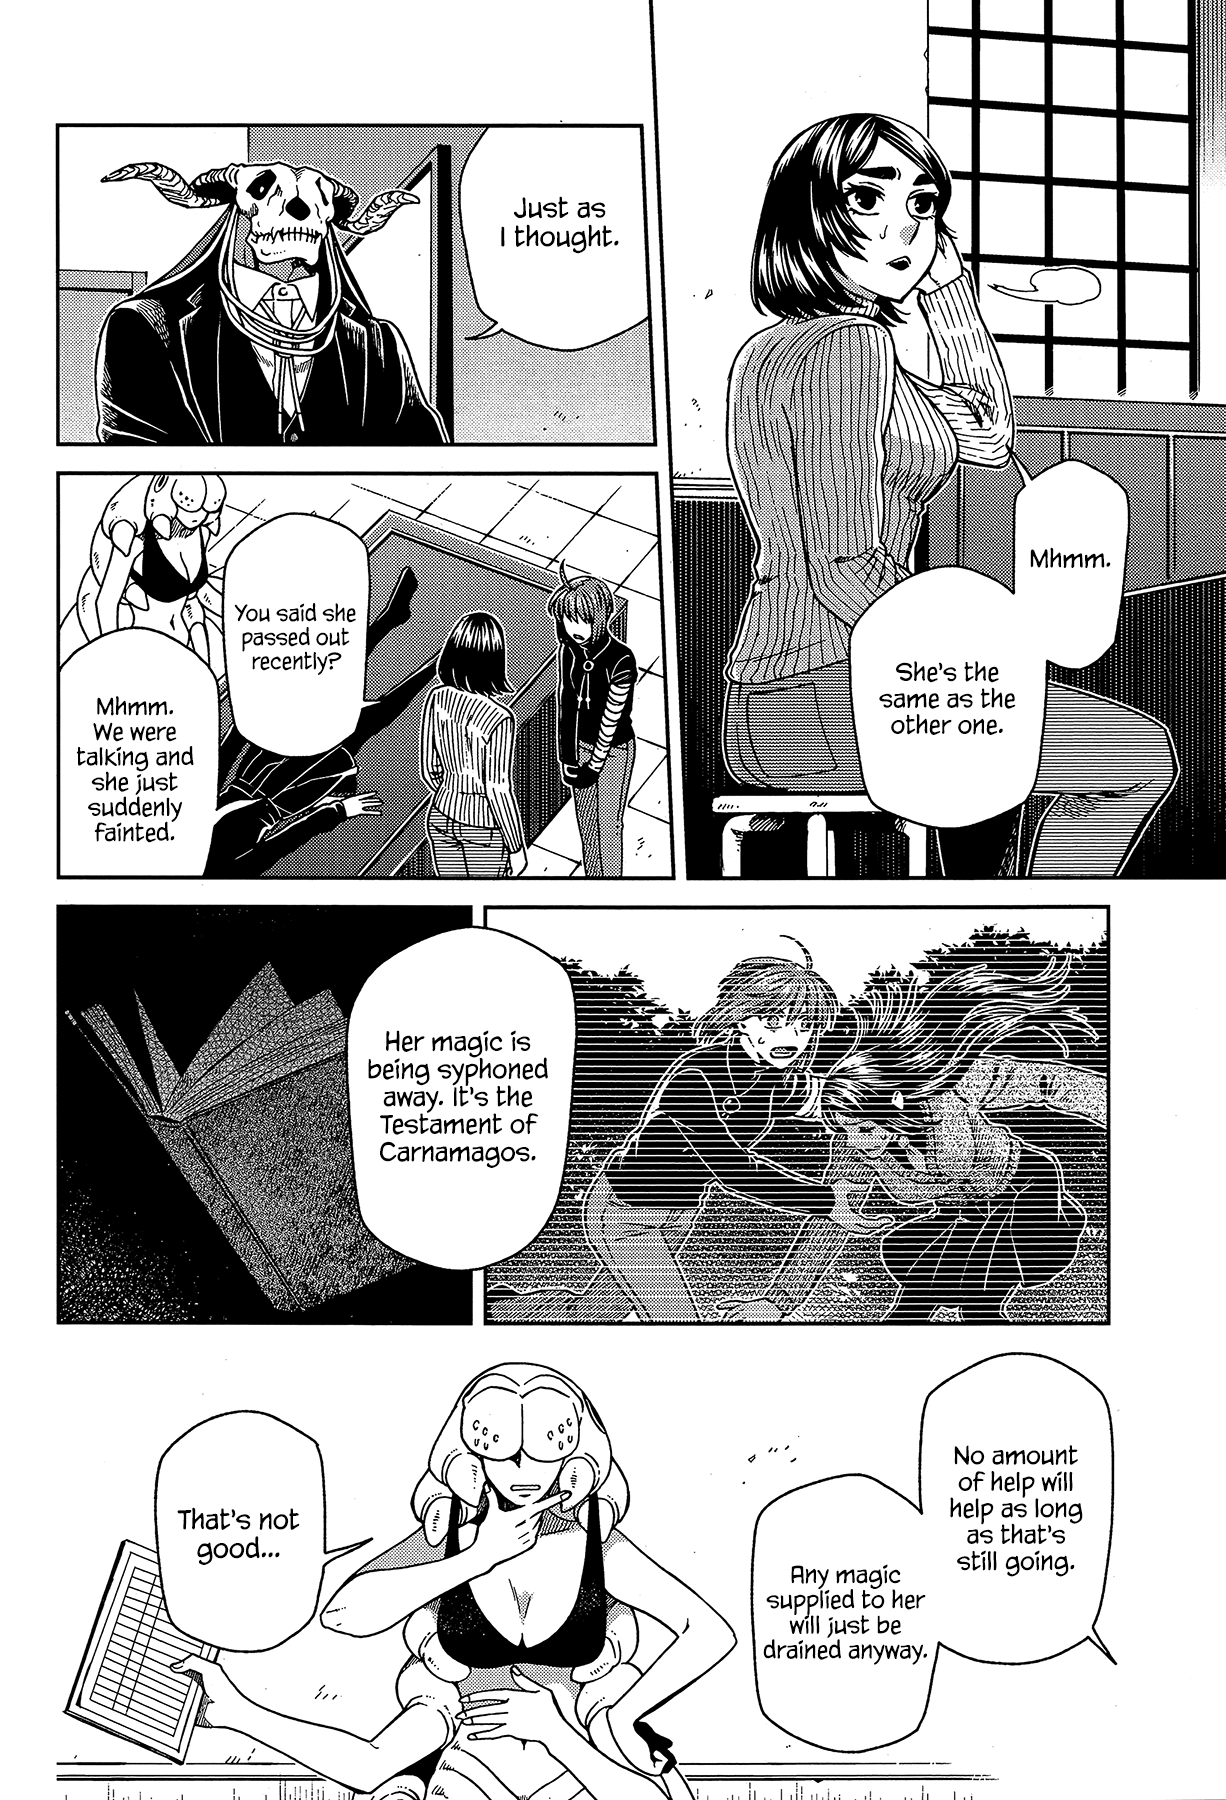 Mhmm.
She's the
same as the
other one.
Just as
I thought.
You said she
passed out
recently?
Mhmm.
We were
talking and
she just
suddenly
fainted.
Her magic is
being syphoned
away. It's the
Testament of
Carnamagos.
No amount
of help will
help as long
as that's
still going.
Any magic
supplied to her
will just be
drained anyway.
That's not
good...